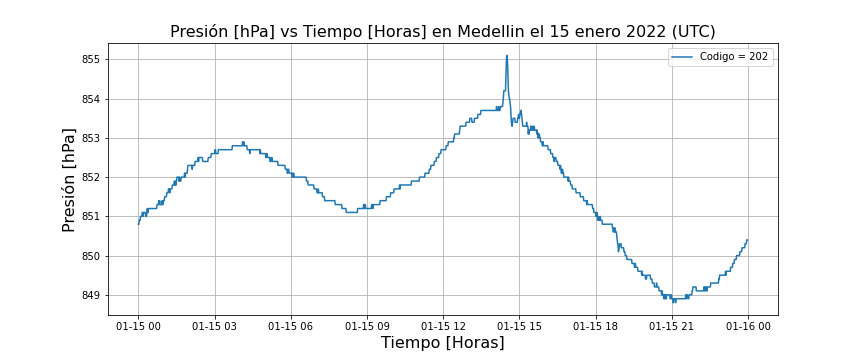 Presión [hPa] vs Tiempo [Horas] en Medellin el 15 enero 2022 (UTC)
Codigo = 202
855
854
853
852
851
850
849
Presión [hPa]
01-15 00 01-15 03 01-15 06 01-15 09 01-15 12 01-15 15 01-15 18 01-15 21 01-16 00
Tiempo [Horas]